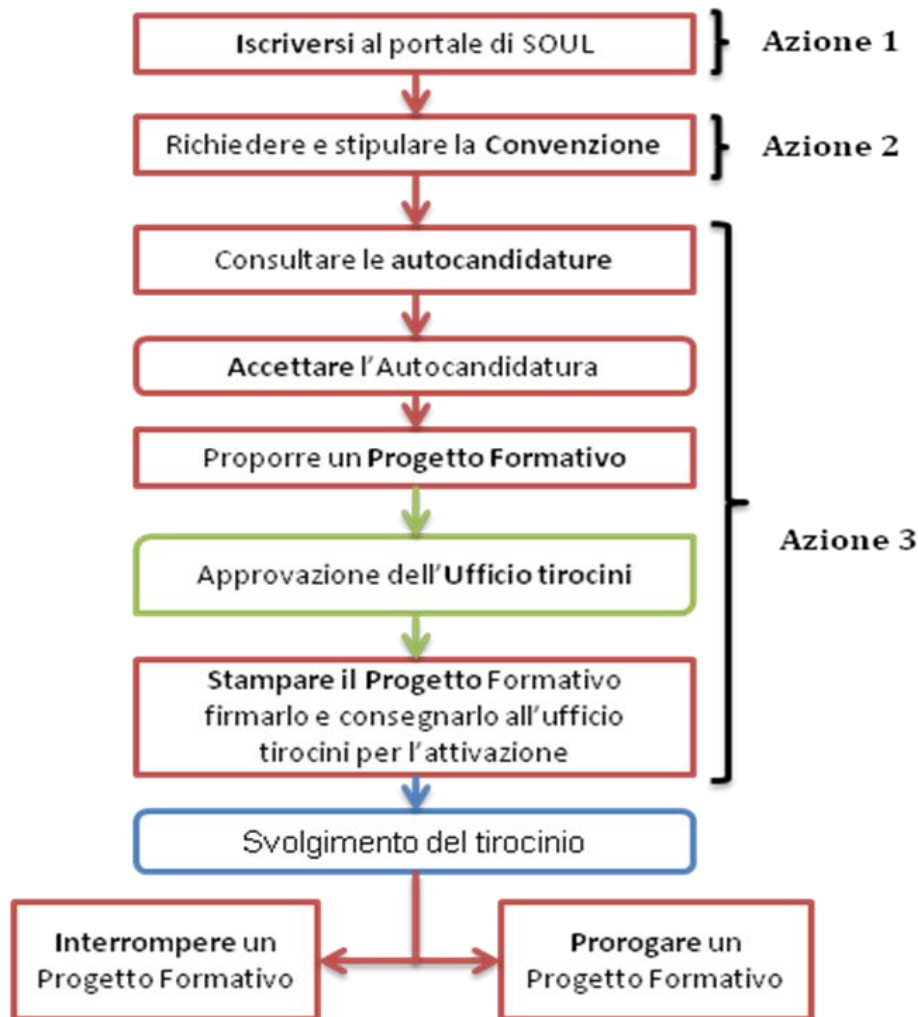 Iscriversi al portale di SOUL
Azione 1
Richiedere e stipulare la Convenzione
Azione 2
Consultare le autocandidature
Accettare l'Autocandidatura
Proporre un Progetto Formativo
Azione 3
Approvazione dell'Ufficio tirocini
Stampare il Progetto Formativo
firmarlo e consegnarlo all'ufficio
tirocini per l'attivazione
Svolgimento del tirocinio
Interrompere un
Progetto Formativo
Prorogare un
Progetto Formativo